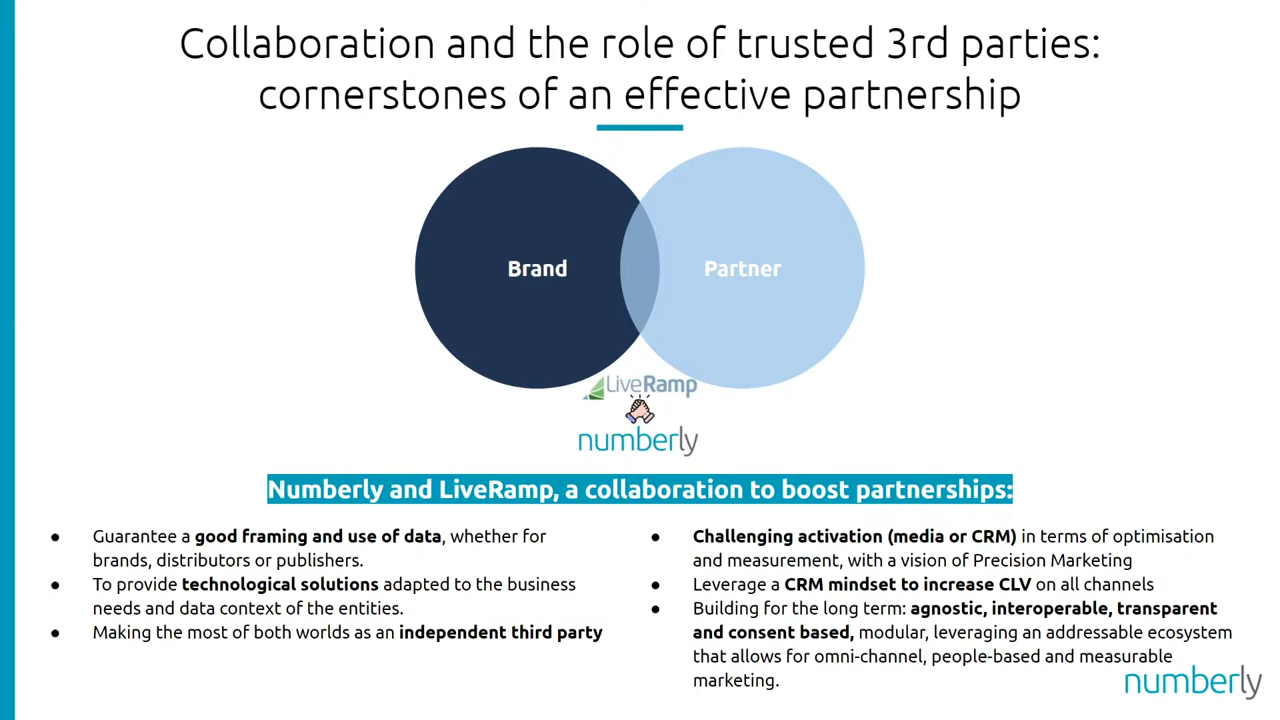 Collaboration and the role of trusted 3rd parties:
cornerstones of an effective partnership
Brand
Partner
LiveRamp
numberly
Numberly and LiveRamp, a collaboration to boost partnerships:
● Guarantee a good framing and use of data, whether for
brands, distributors or publishers.
● To provide technological solutions adapted to the business
needs and data context of the entities.
● Making the most of both worlds as an independent third party
● Challenging activation (media or CRM) in terms of optimisation
and measurement, with a vision of Precision Marketing
● Leverage a CRM mindset to increase CLV on all channels
● Building for the long term: agnostic, interoperable, transparent
and consent based, modular, leveraging an addressable ecosystem
that allows for omni-channel, people-based and measurable
marketing.
numberly